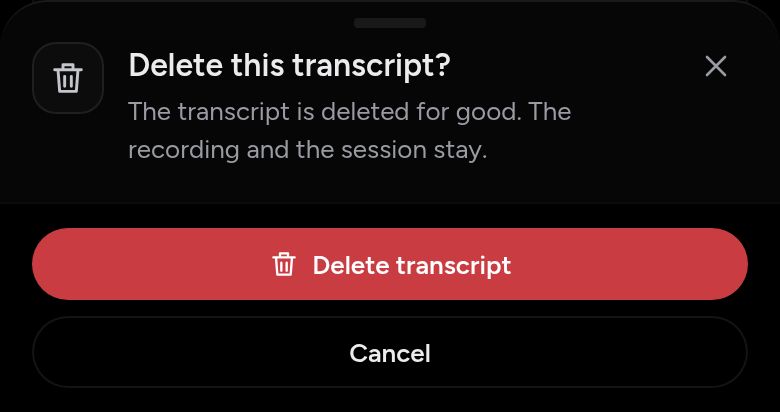 Delete this transcript?
The transcript is deleted for good. The
recording and the session stay.
Delete transcript
Cancel